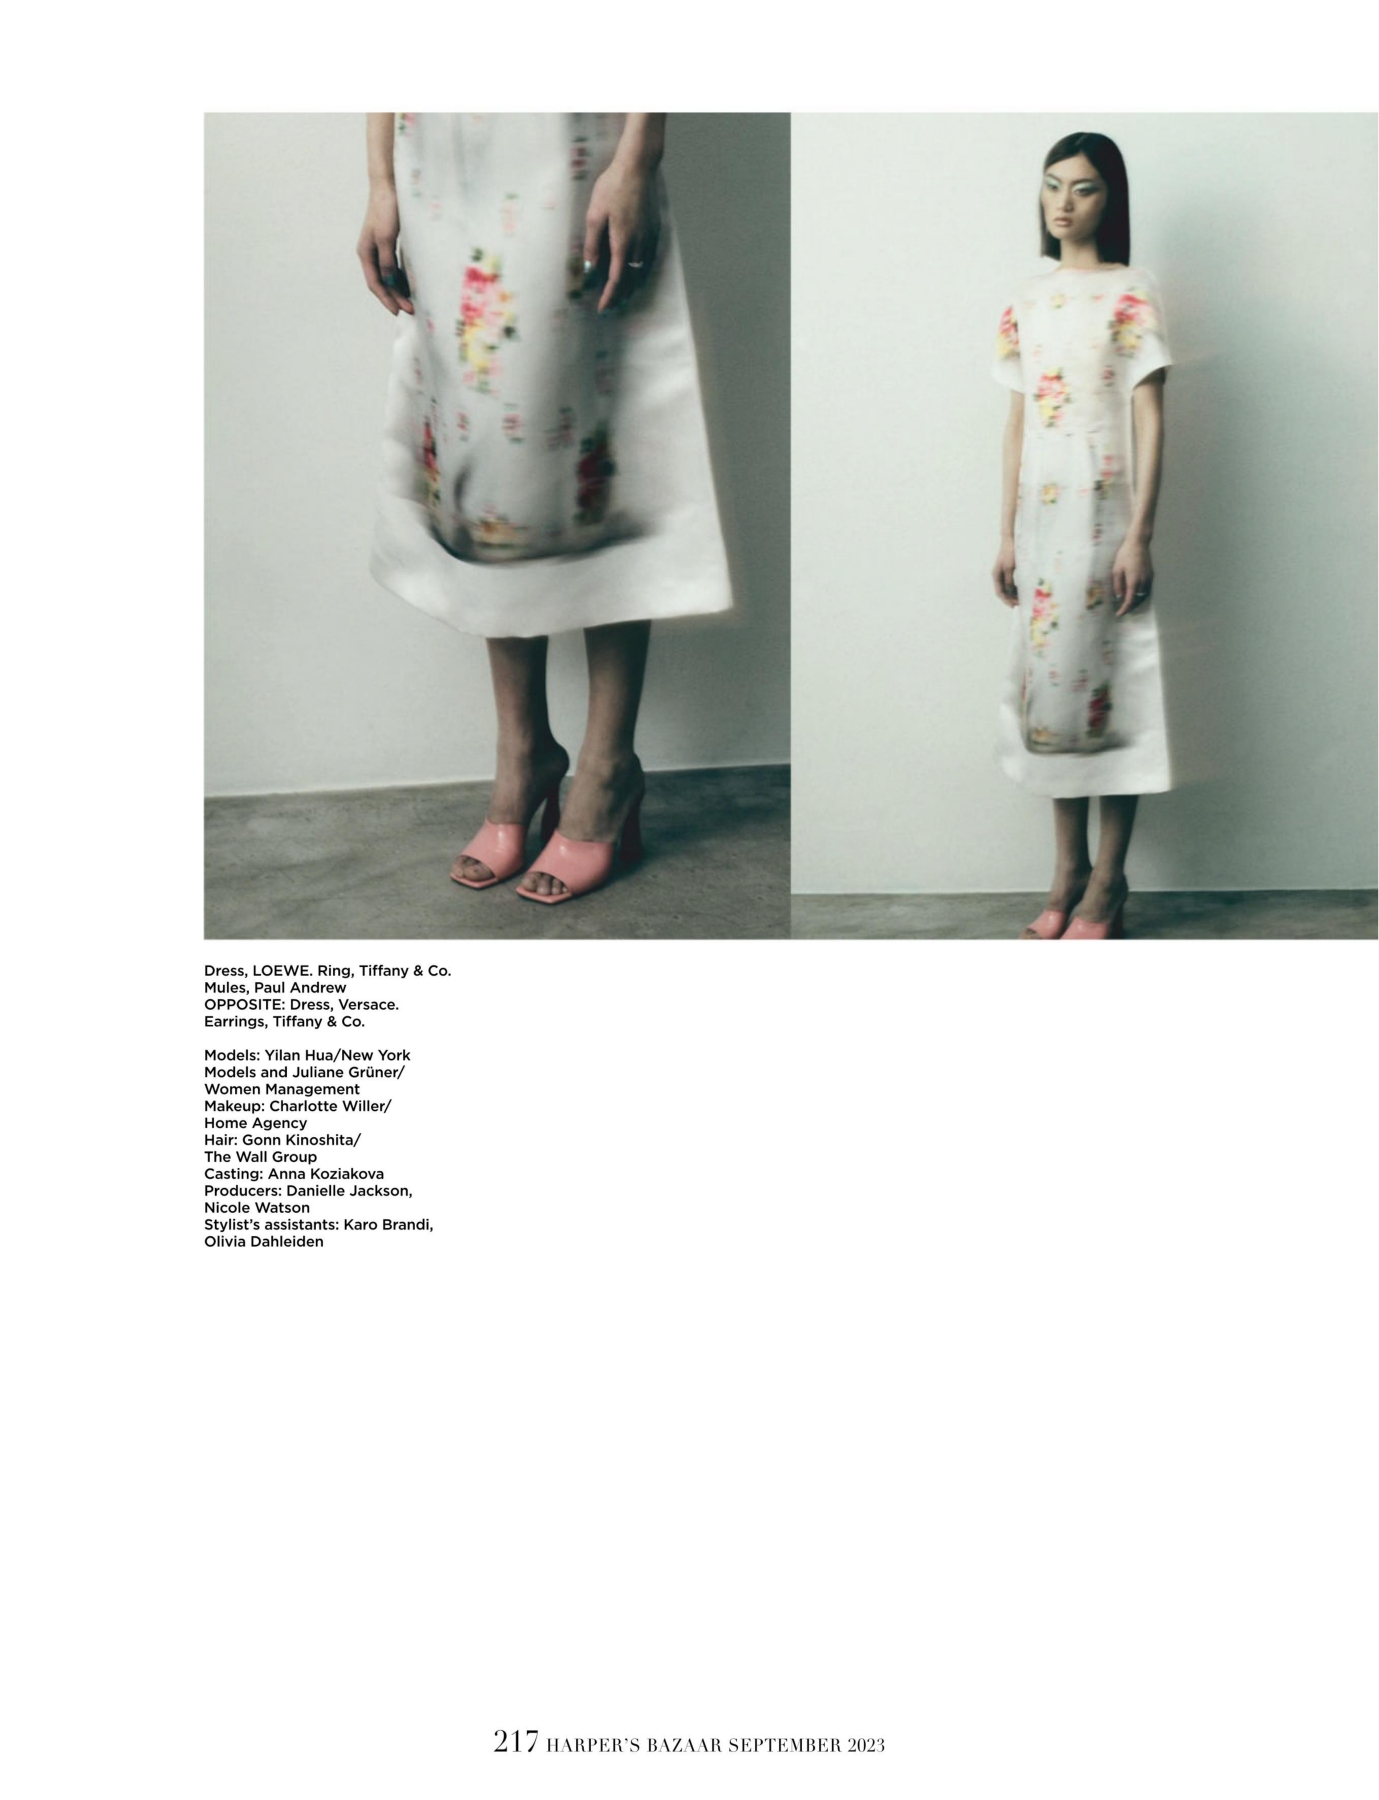 Dress, LOEWE. Ring, Tiffany & Co.
Mules, Paul Andrew
OPPOSITE: Dress, Versace.
Earrings, Tiffany & Co.
Models: Yilan Hua/New York
Models and Juliane Grüner/
Women Management
Makeup: Charlotte Willer/
Home Agency
Hair: Gonn Kinoshita/
The Wall Group
Casting: Anna Koziakova
Producers: Danielle Jackson,
Nicole Watson
Stylist’s assistants: Karo Brandi,
Olivia Dahleiden
217 HARPER’S BAZAAR SEPTEMBER 2023